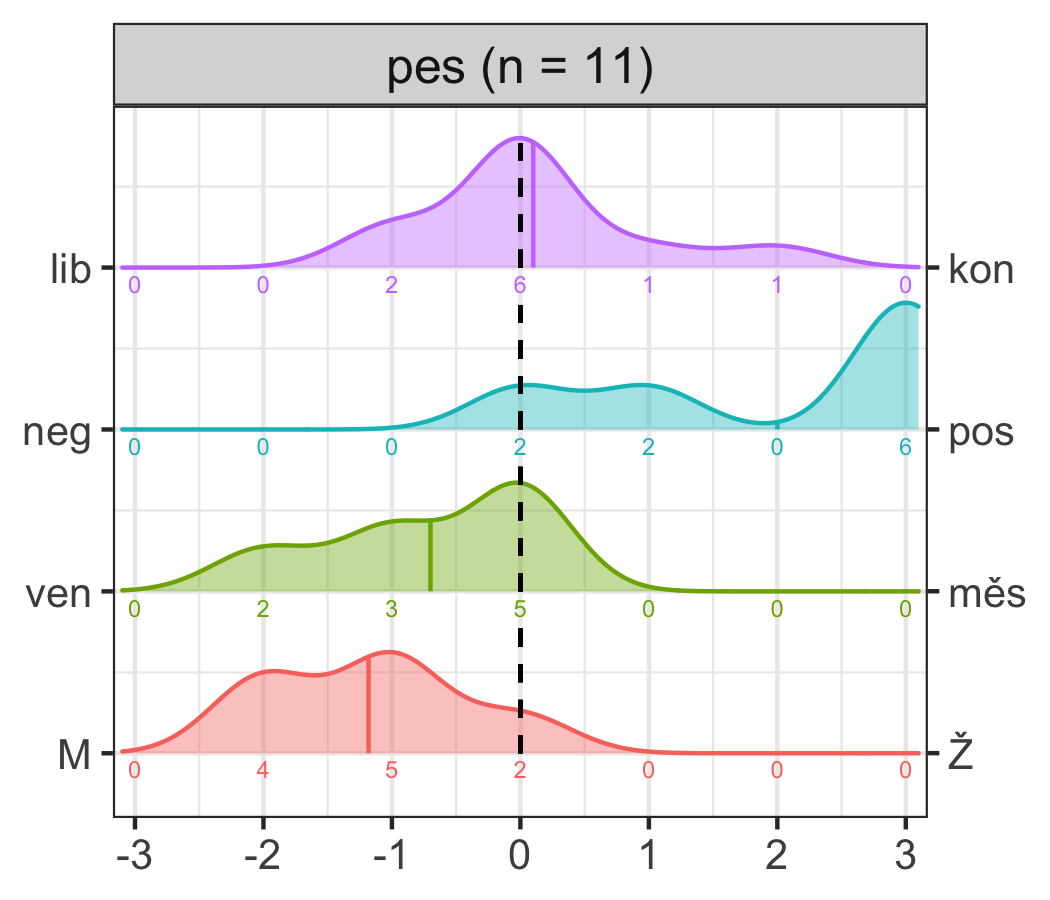 pes (n = 11)
lib kon
0 0 2 6 1 1 0
neg pos
0 0 0 2 2 0 6
ven měs
0 2 3 5 0 0 0
M Ž
0 4 5 2 0 0 0
-3 -2 -1 0 1 2 3